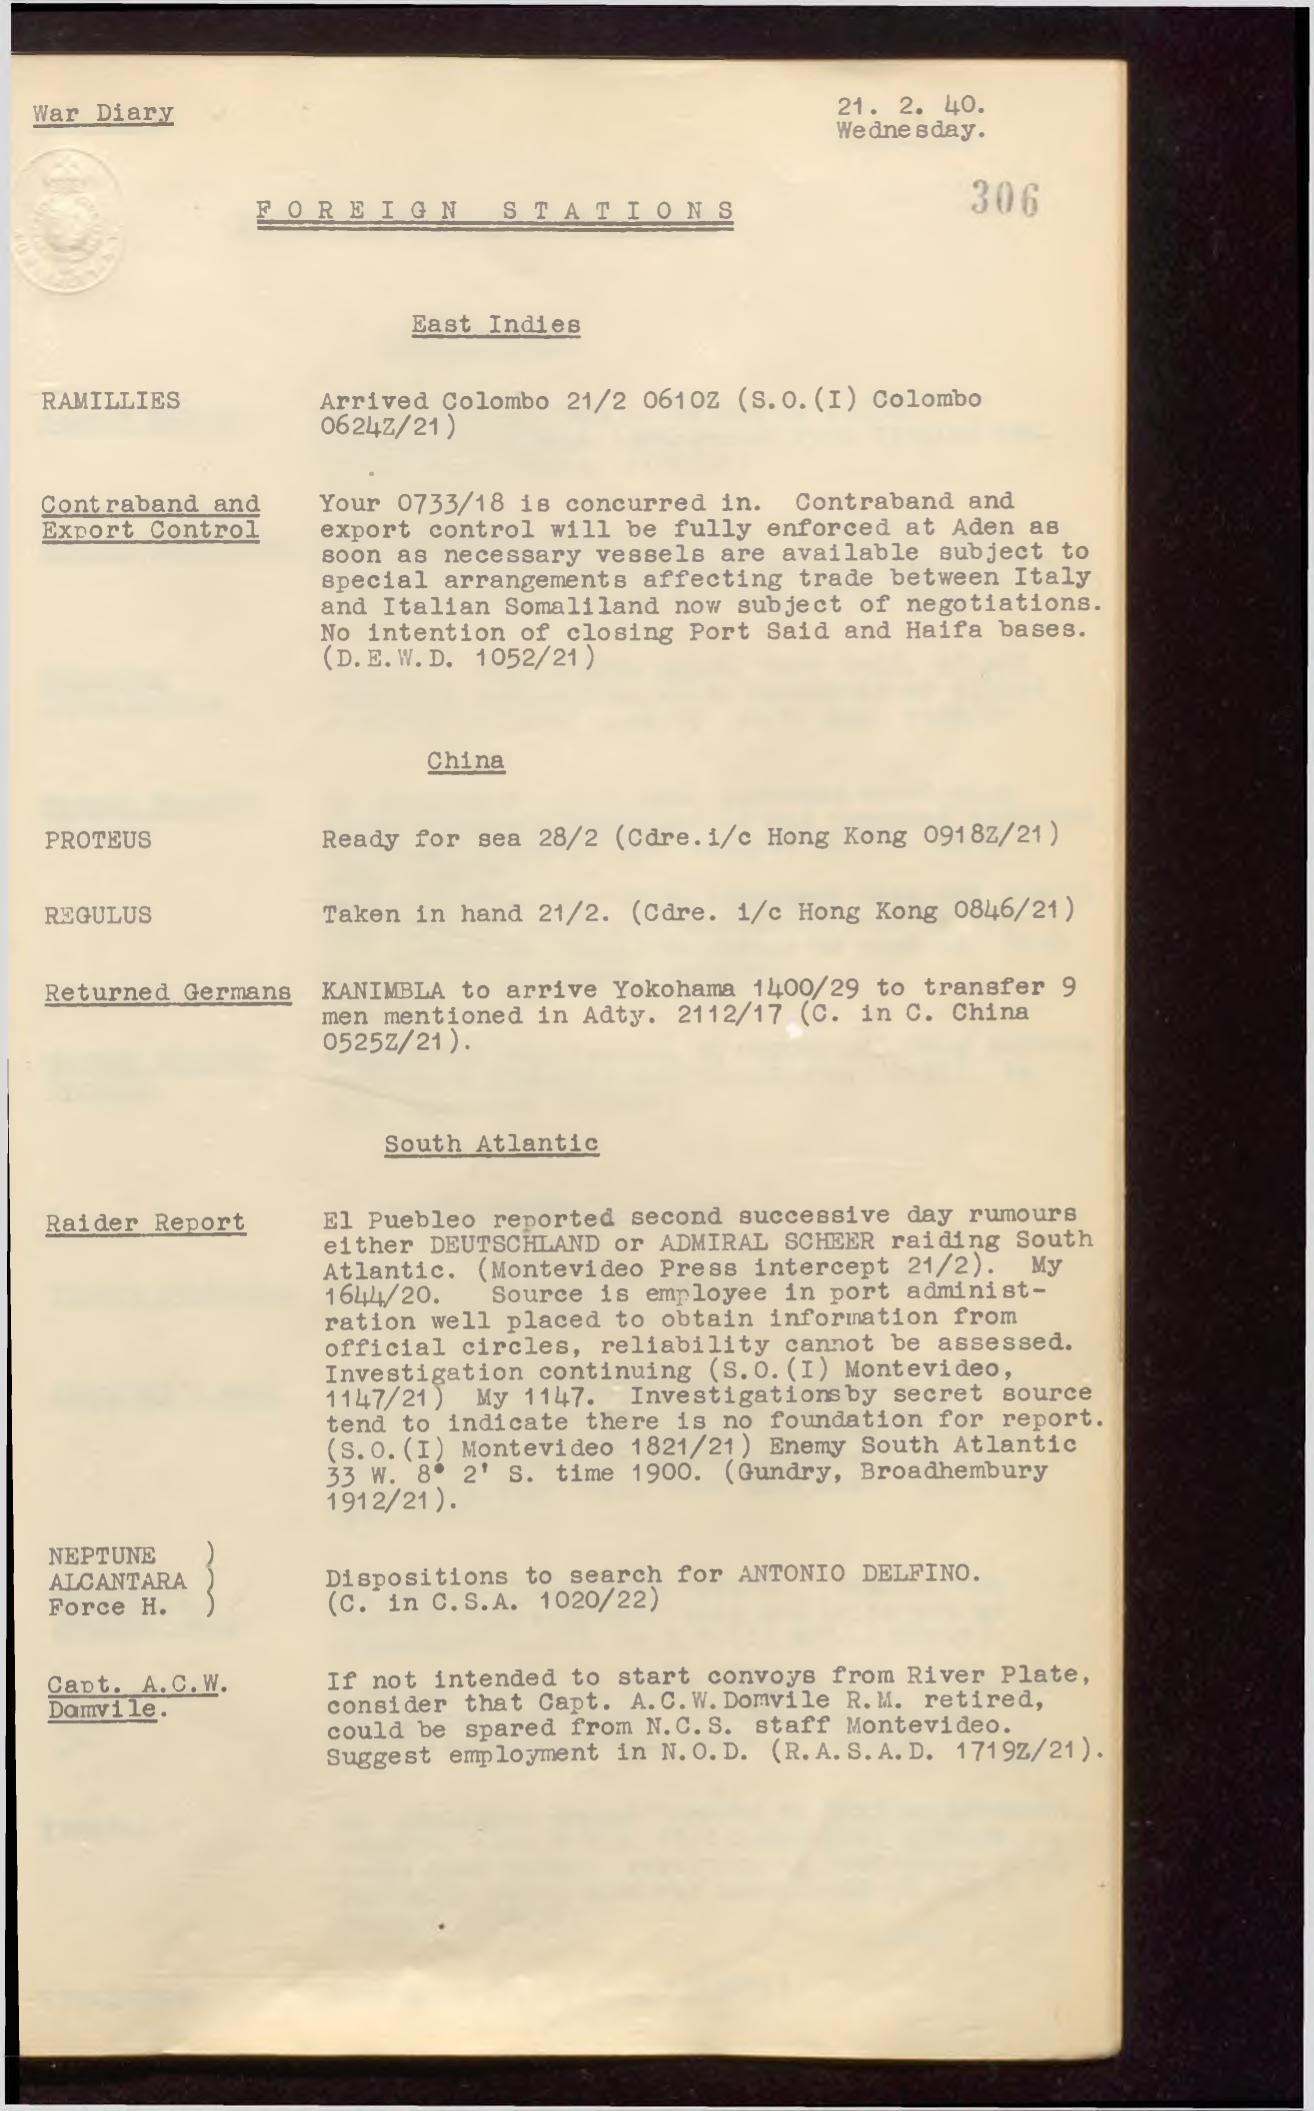 War Diary
21. 2. 40.
Wednesday.
306
FOREIGN STATIONS
East Indies
RAMILLIES Arrived Colombo 21/2 0610Z (S.O.(I) Colombo
0624Z/21)
Contraband and Your 0733/18 is concurred in. Contraband and
Export Control export control will be fully enforced at Aden as
soon as necessary vessels are available subject to
special arrangements affecting trade between Italy
and Italian Somaliland now subject of negotiations.
No intention of closing Port Said and Haifa bases.
(D.E.W.D. 1052/21)
China
PROTEUS Ready for sea 28/2 (Cdre.i/c Hong Kong 0918Z/21)
REGULUS Taken in hand 21/2. (Cdre. i/c Hong Kong 0846/21)
Returned Germans KANIMBLA to arrive Yokohama 1400/29 to transfer 9
men mentioned in Adty. 2112/17 (C. in C. China
0525Z/21).
South Atlantic
Raider Report El Puebleo reported second successive day rumours
either DEUTSCHLAND or ADMIRAL SCHEER raiding South
Atlantic. (Montevideo Press intercept 21/2). My
1644/20. Source is employee in port administ-
ration well placed to obtain information from
official circles, reliability cannot be assessed.
Investigation continuing (S.O.(I) Montevideo,
1147/21) My 1147. Investigations by secret source
tend to indicate there is no foundation for report.
(S.O.(I) Montevideo 1821/21) Enemy South Atlantic
33 W. 8° 2' S. time 1900. (Gundry, Broadhembury
1912/21).
NEPTUNE )
ALCANTARA ) Dispositions to search for ANTONIO DELFINO.
Force H. ) (C. in C.S.A. 1020/22)
Capt. A.C.W. If not intended to start convoys from River Plate,
Domvile. consider that Capt. A.C.W.Domvile R.M. retired,
could be spared from N.C.S. staff Montevideo.
Suggest employment in N.O.D. (R.A.S.A.D. 1719Z/21).